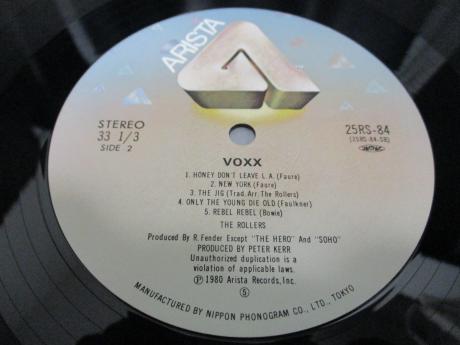 ARISTA
STEREO
33 1/3
SIDE 2
25RS-84
(25RS-84-SB)
VOXX
1. HONEY DON'T LEAVE L.A. (Faure)
2. NEW YORK (Faure)
3. THE JIG (Trad. Arr. The Rollers)
4. ONLY THE YOUNG DIE OLD (Faulkner)
5. REBEL REBEL (Bowie)
THE ROLLERS
Produced By R. Fender Except "THE HERO" And "SOHO"
PRODUCED BY PETER KERR
Unauthorized duplication is a
violation of applicable laws.
Ⓟ 1980 Arista Records, Inc.
Ⓢ
MANUFACTURED BY NIPPON PHONOGRAM CO., LTD., TOKYO